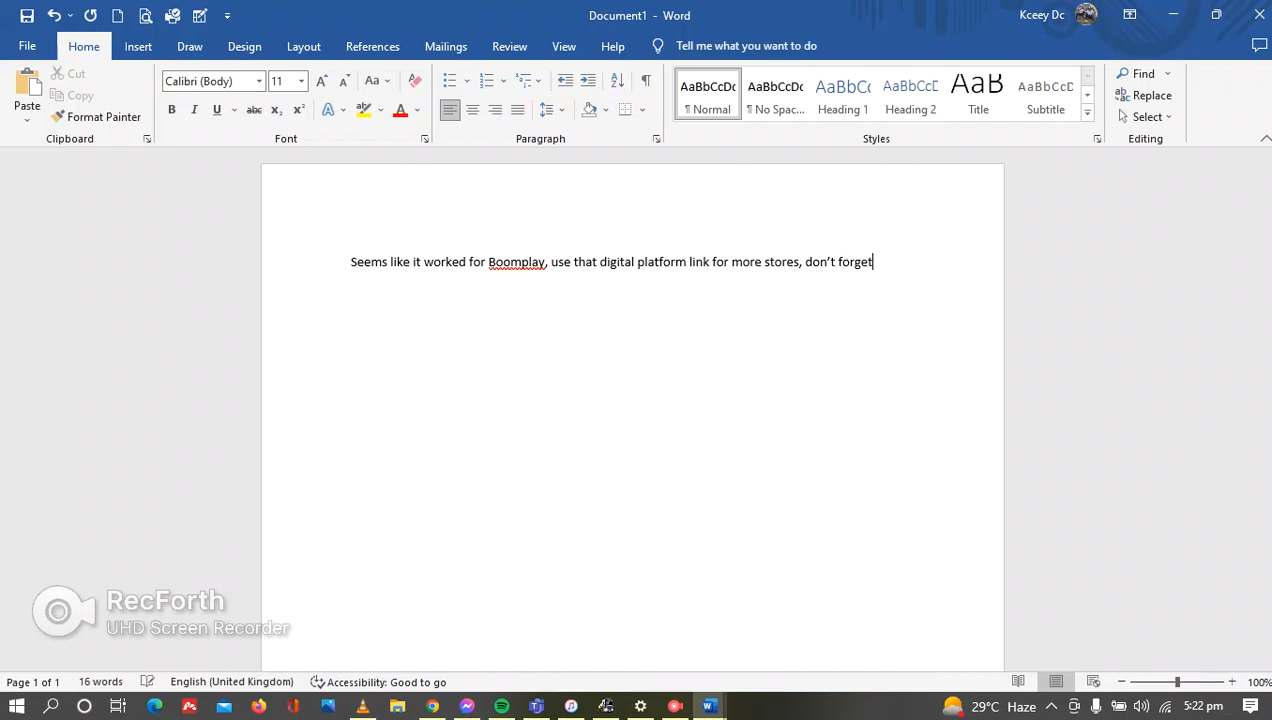 Document1 - Word
Kceey Dc
File Home Insert Draw Design Layout References Mailings Review View Help Tell me what you want to do
Paste
Cut
Copy
Format Painter
Clipboard
Calibri (Body) 11
Font
Paragraph
AaBbCcDc AaBbCcDc AaBbCc AaBbCcD AaB AaBbCcD
¶ Normal ¶ No Spac... Heading 1 Heading 2 Title Subtitle
Styles
Find
Replace
Select
Editing
Seems like it worked for Boomplay, use that digital platform link for more stores, don’t forget
RecForth
UHD Screen Recorder
Page 1 of 1 16 words English (United Kingdom) Accessibility: Good to go 100%
29°C Haze 5:22 pm